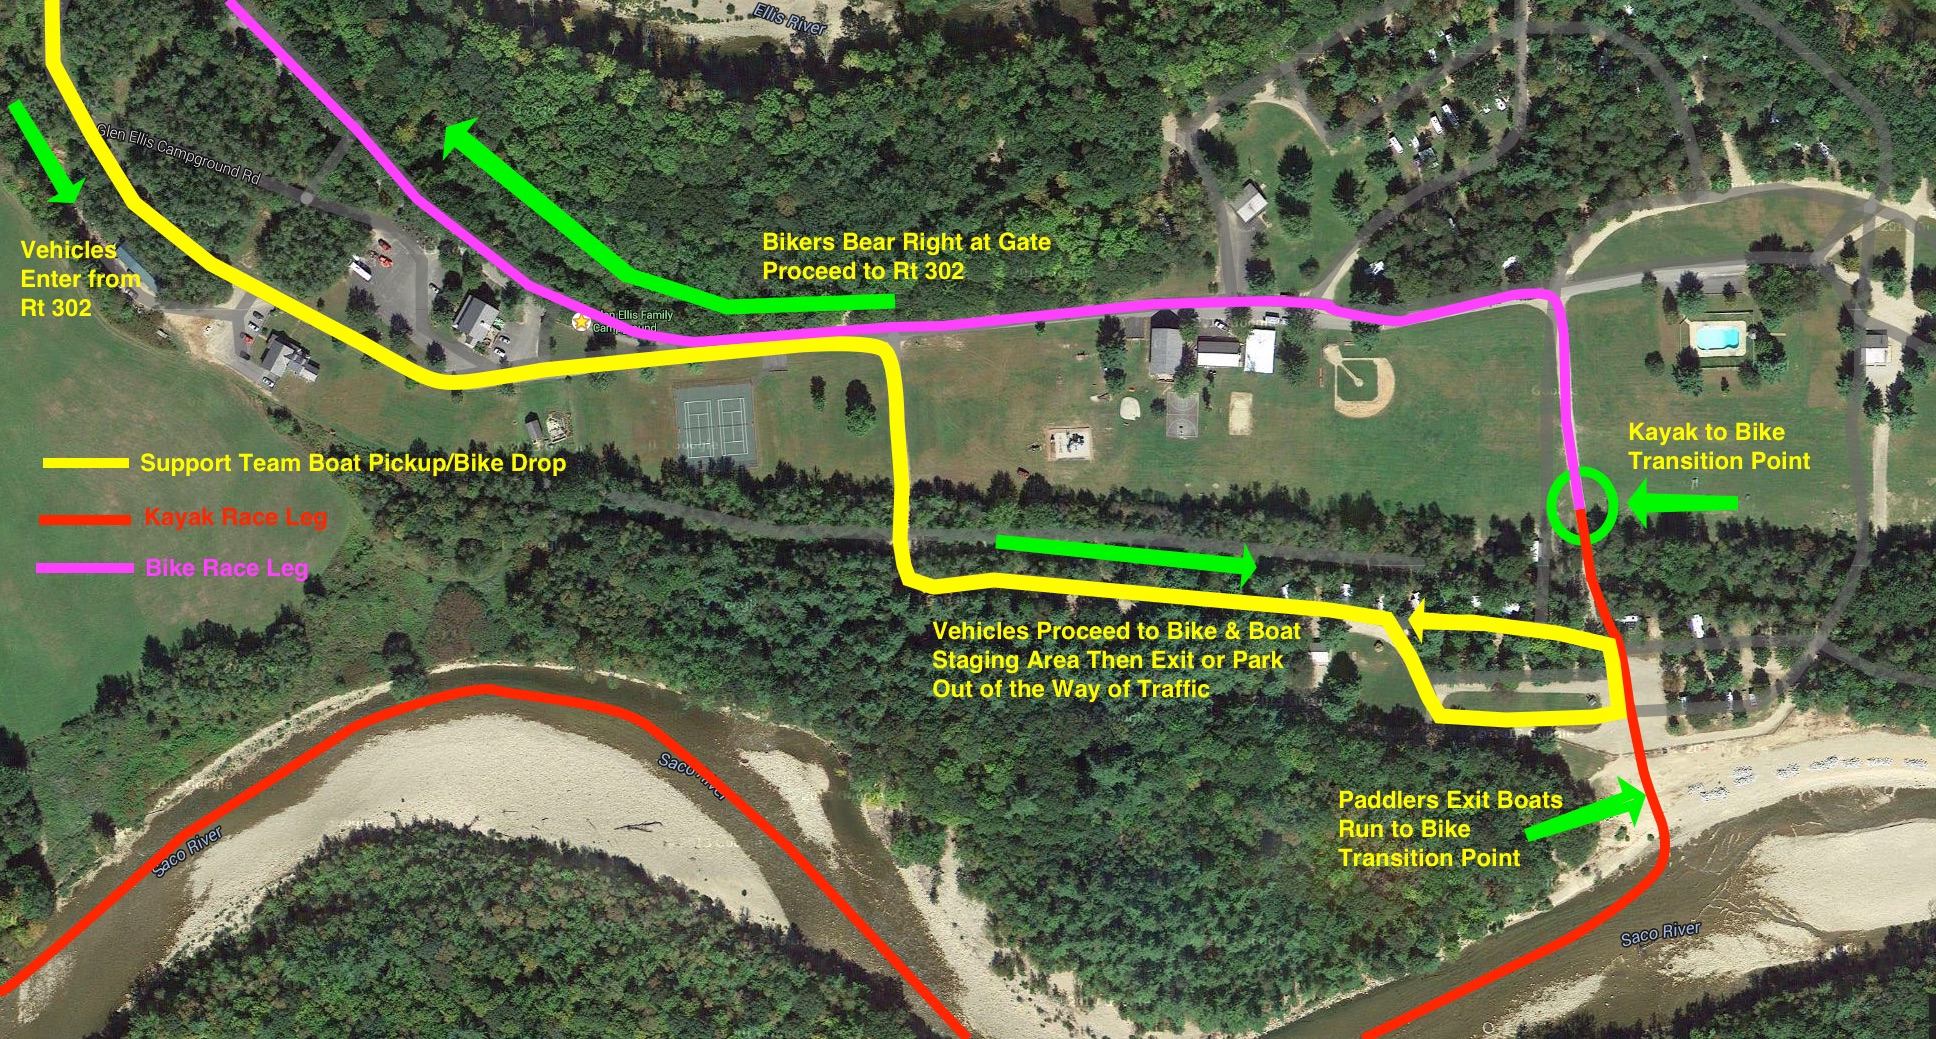 Ellis River
Glen Ellis Campground Rd
Vehicles
Enter from
Rt 302
Bikers Bear Right at Gate
Proceed to Rt 302
Ellis Family
Kayak to Bike
Transition Point
Support Team Boat Pickup/Bike Drop
Kayak Race Leg
Bike Race Leg
Vehicles Proceed to Bike & Boat
Staging Area Then Exit or Park
Out of the Way of Traffic
Saco River
Saco River
Paddlers Exit Boats
Run to Bike
Transition Point
Saco River